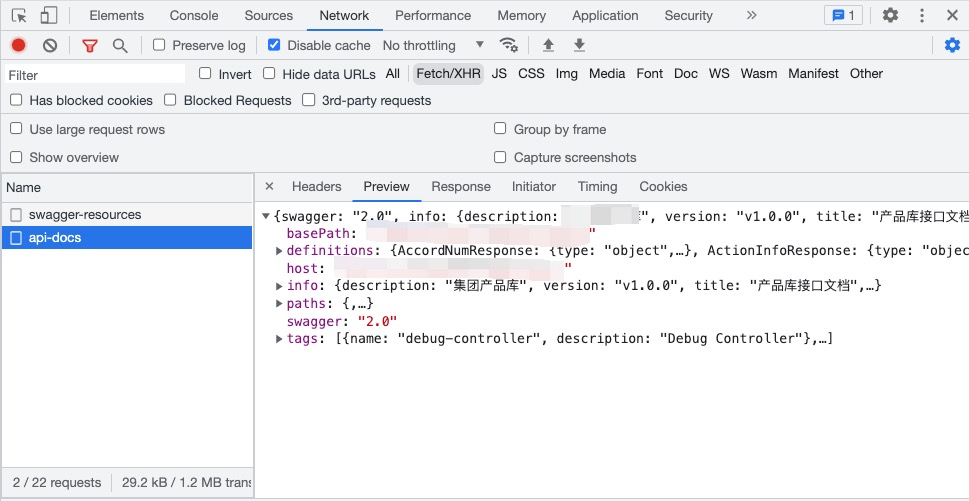 Elements Console Sources Network Performance Memory Application Security » 1
Preserve log Disable cache No throttling
Filter Invert Hide data URLs All Fetch/XHR JS CSS Img Media Font Doc WS Wasm Manifest Other
Has blocked cookies Blocked Requests 3rd-party requests
Use large request rows Group by frame
Show overview Capture screenshots
Name × Headers Preview Response Initiator Timing Cookies
swagger-resources
api-docs
{swagger: "2.0", info: {description: ", version: "v1.0.0", title: "产品库接口文档
basePath: "
definitions: {AccordNumResponse: {type: "object",…}, ActionInfoResponse: {type: "objec
host: "
info: {description: "集团产品库", version: "v1.0.0", title: "产品库接口文档",…}
paths: {,…}
swagger: "2.0"
tags: [{name: "debug-controller", description: "Debug Controller"},…]
2 / 22 requests 29.2 kB / 1.2 MB trans